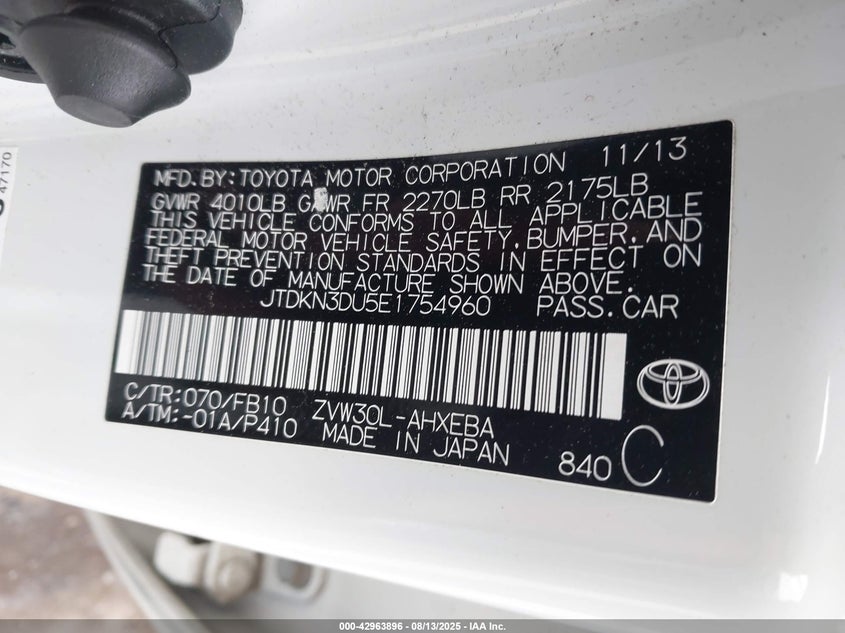 47170
MFD.BY:TOYOTA MOTOR CORPORATION 11/13
GVWR 4010LB GAWR FR 2270LB RR 2175LB
THIS VEHICLE CONFORMS TO ALL APPLICABLE
FEDERAL MOTOR VEHICLE SAFETY,BUMPER,AND
THEFT PREVENTION STANDARDS IN EFFECT ON
THE DATE OF MANUFACTURE SHOWN ABOVE.
JTDKN3DU5E1754960 PASS.CAR
C/TR:070/FB10 ZVW30L-AHXEBA
A/TM:-01A/P410 MADE IN JAPAN
840 C
000-42963896 - 08/13/2025 - IAA Inc.